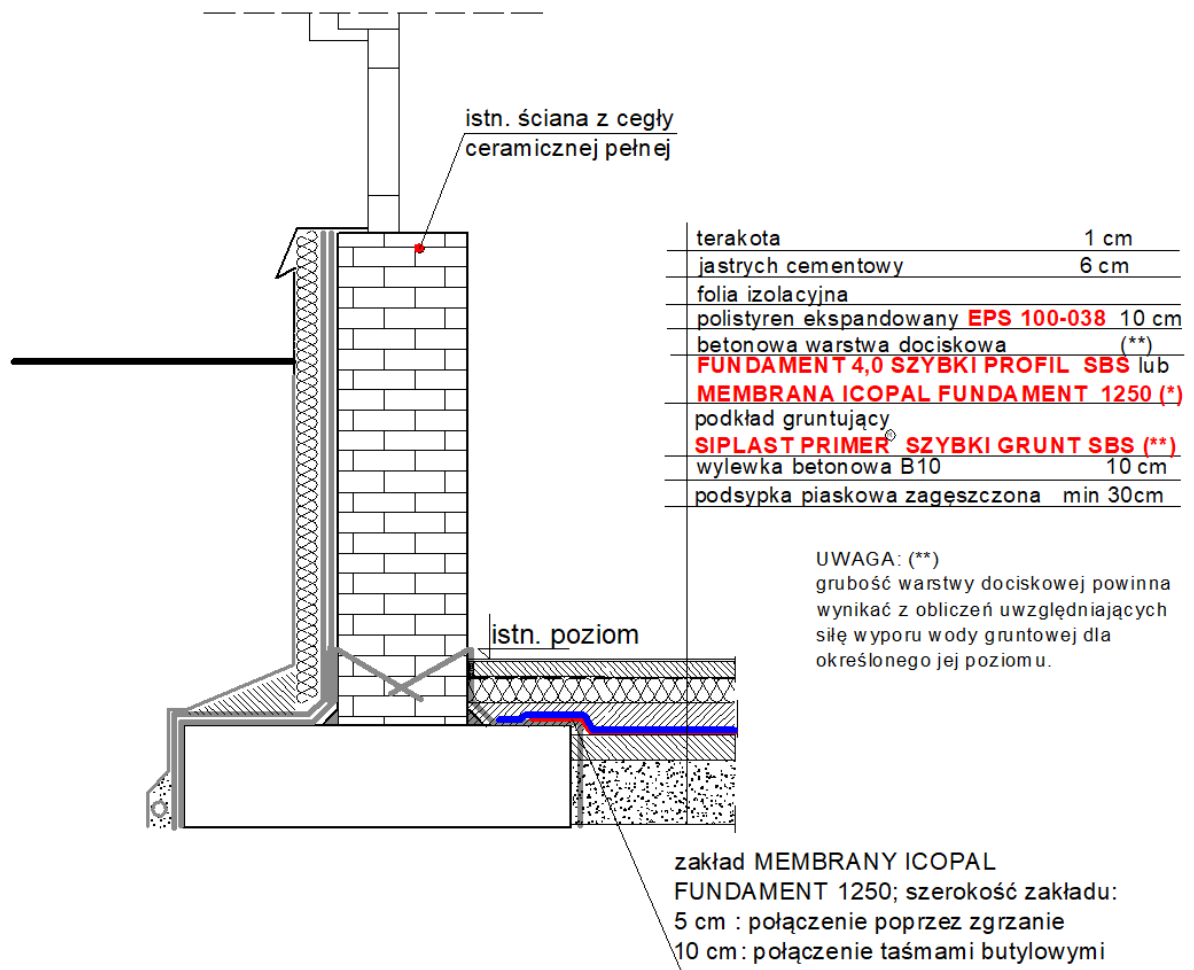 istn. ściana z cegły
ceramicznej pełnej
terakota 1 cm
jastrych cementowy 6 cm
folia izolacyjna
polistyren ekspandowany EPS 100-038 10 cm
betonowa warstwa dociskowa (**)
FUNDAMENT 4,0 SZYBKI PROFIL SBS lub
MEMBRANA ICOPAL FUNDAMENT 1250 (*)
podkład gruntujący
SIPLAST PRIMER® SZYBKI GRUNT SBS (**)
wylewka betonowa B10 10 cm
podsypka piaskowa zagęszczona min 30cm
UWAGA: (**)
grubość warstwy dociskowej powinna
wynikać z obliczeń uwzględniających
siłę wyporu wody gruntowej dla
określonego jej poziomu.
istn. poziom
zakład MEMBRANY ICOPAL
FUNDAMENT 1250; szerokość zakładu:
5 cm : połączenie poprzez zgrzanie
10 cm: połączenie taśmami butylowymi